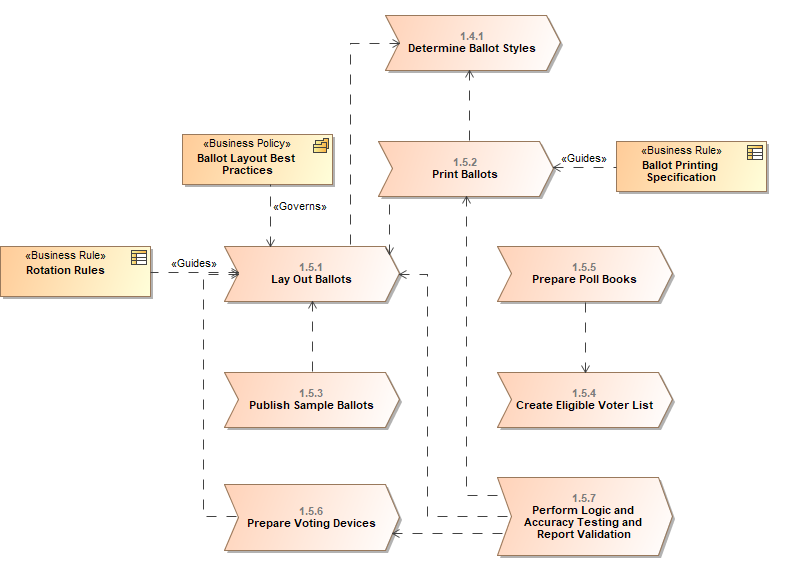 1.4.1
Determine Ballot Styles
«Business Policy»
Ballot Layout Best
Practices
1.5.2
Print Ballots
«Guides»
«Business Rule»
Ballot Printing
Specification
«Governs»
«Business Rule»
Rotation Rules
«Guides»
1.5.1
Lay Out Ballots
1.5.5
Prepare Poll Books
1.5.3
Publish Sample Ballots
1.5.4
Create Eligible Voter List
1.5.6
Prepare Voting Devices
1.5.7
Perform Logic and
Accuracy Testing and
Report Validation